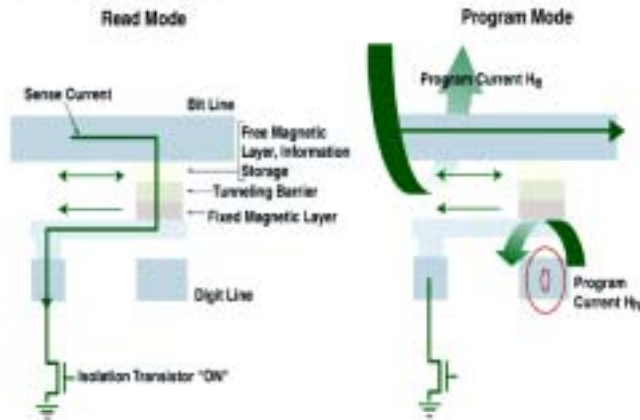 Read Mode
Program Mode
Sense Current
Bit Line
Free Magnetic
Layer, Information
Storage
Tunneling Barrier
Fixed Magnetic Layer
Digit Line
Isolation Transistor "ON"
Program Current
Program
Current